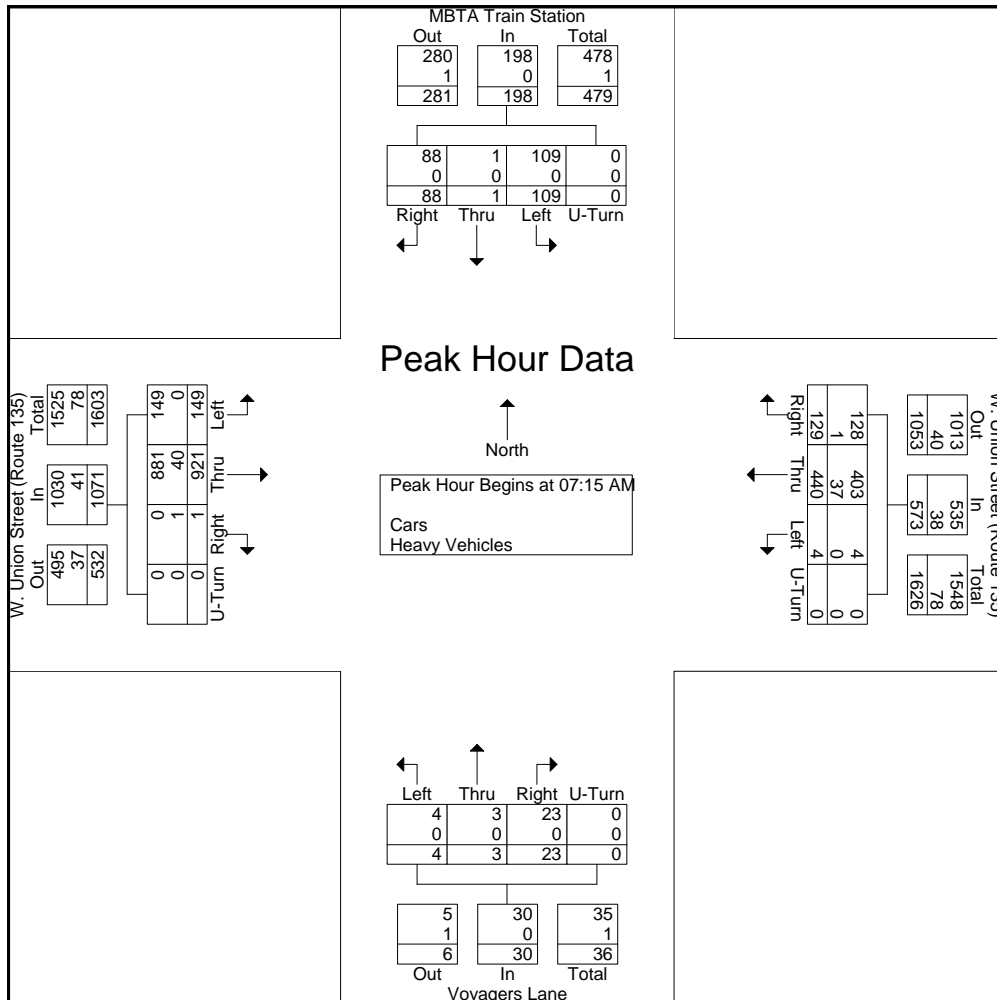 MBTA Train Station
Out In Total
280 198 478
1 0 1
281 198 479
88 1 109 0
0 0 0 0
88 1 109 0
Right Thru Left U-Turn
Peak Hour Data
North
Peak Hour Begins at 07:15 AM
Cars
Heavy Vehicles
W. Union Street (Route 135)
Out In Total
495 1030 1525
37 41 78
532 1071 1603
0 0 881 149
0 1 40 0
0 1 921 149
U-Turn Right Thru Left
W. Union Street (Route 135)
Out In Total
1013 535 1548
40 38 78
1053 573 1626
128 403 4 0
1 37 0 0
129 440 4 0
Right Thru Left U-Turn
Left Thru Right U-Turn
4 3 23 0
0 0 0 0
4 3 23 0
5 30 35
1 0 1
6 30 36
Out In Total
Voyagers Lane